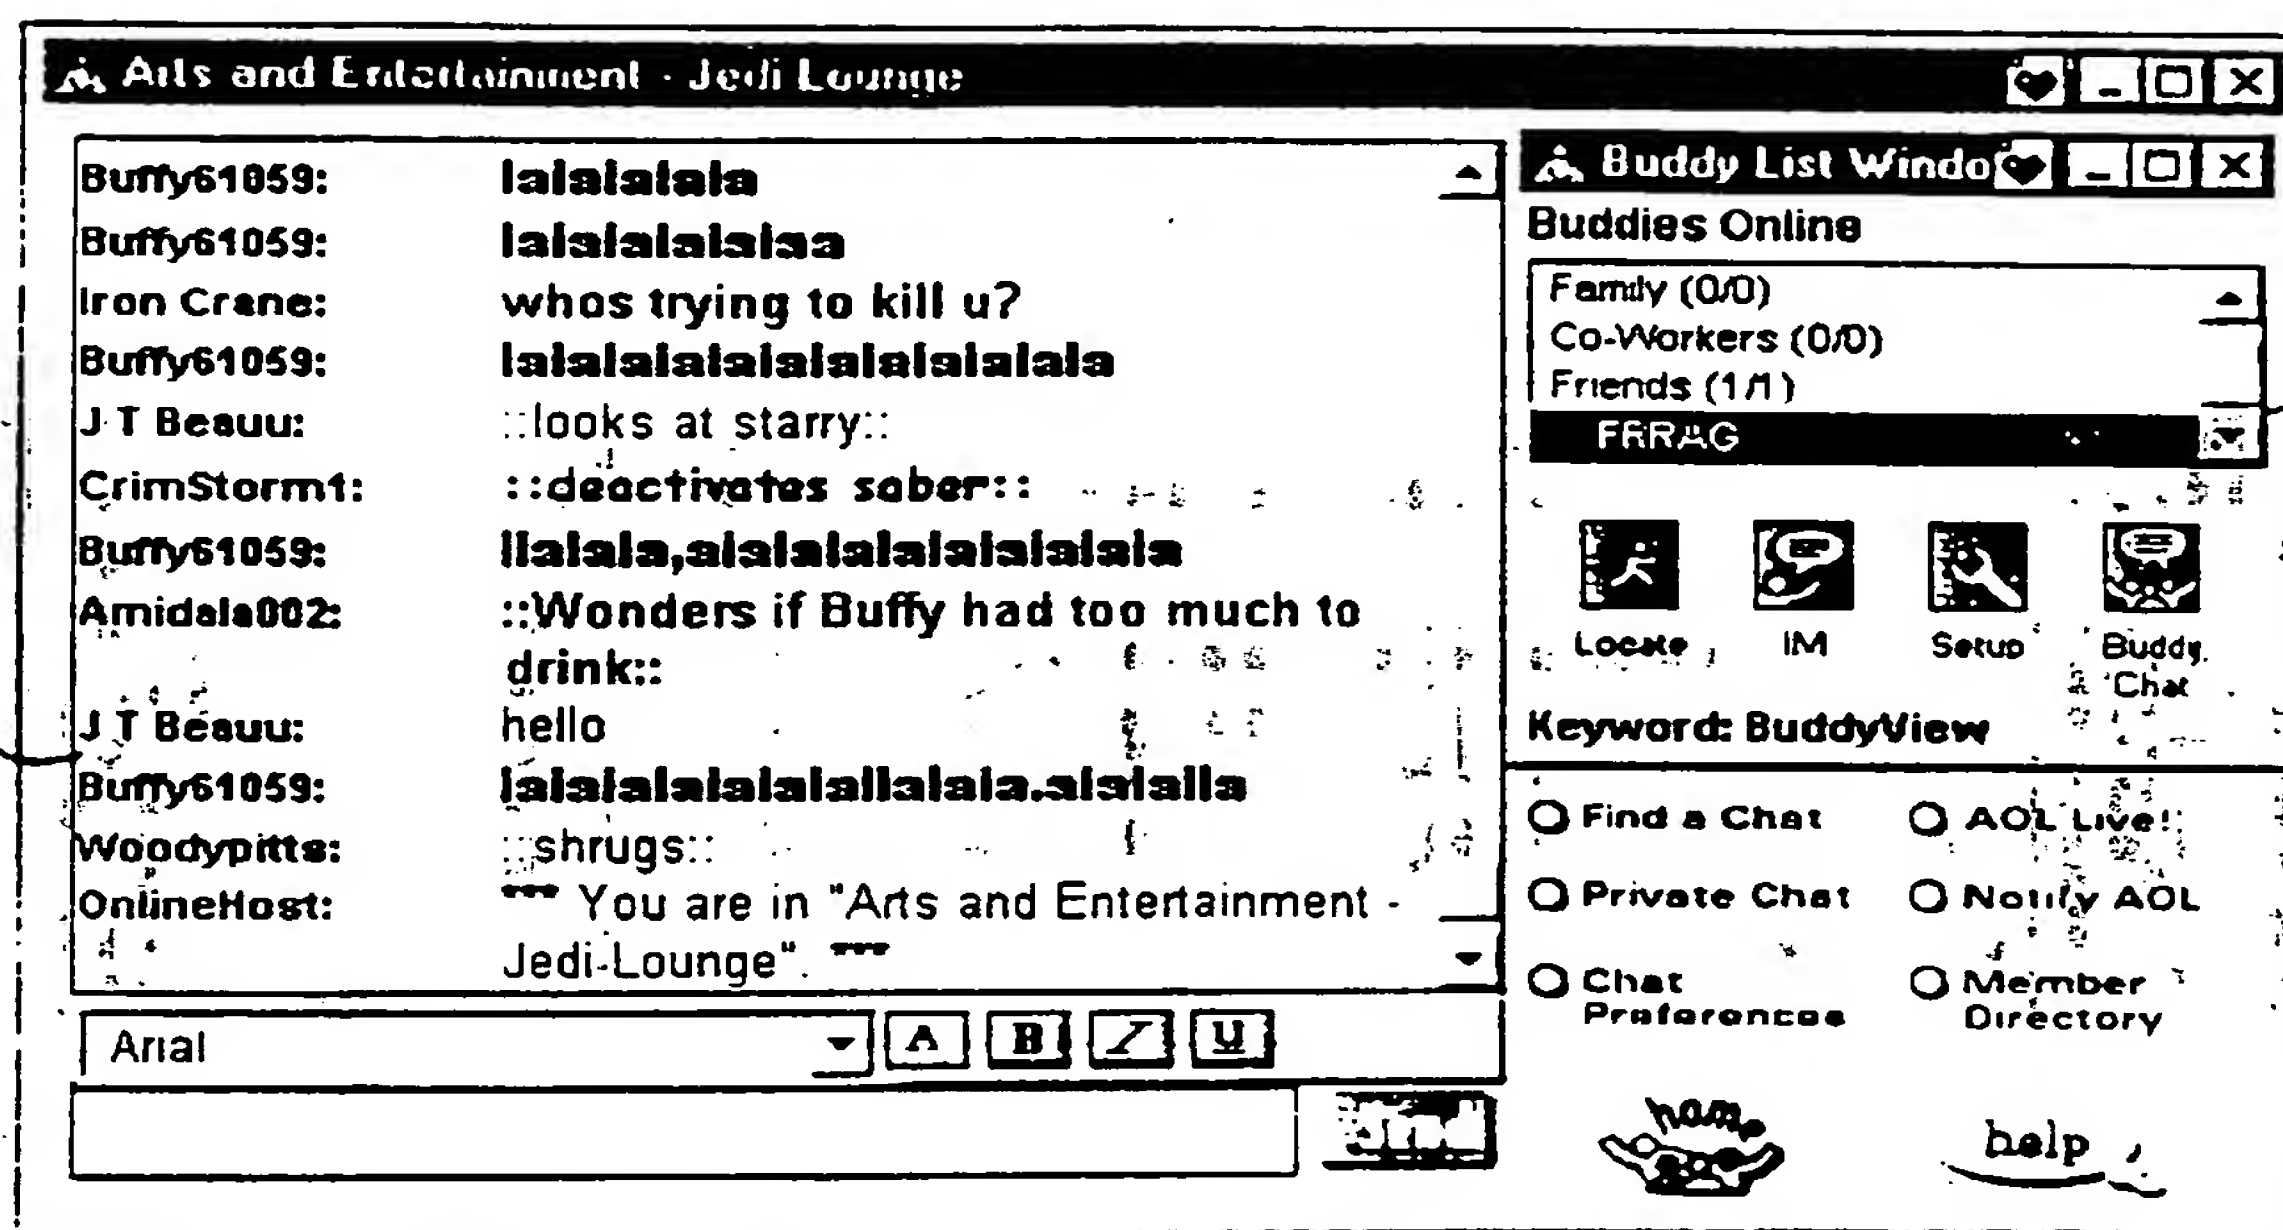 Arts and Entertainment - Jedi Lounge
Buffy61059: lalalalala
Buffy61059: lalalalalalaa
Iron Crane: whos trying to kill u?
Buffy61059: lalalalalalalalalalalala
J T Beauu: ::looks at starry::
CrimStorm1: ::deactivates saber::
Buffy61059: llalala,alalalalalalalalala
Amidala002: ::Wonders if Buffy had too much to
drink::
J T Beauu: hello
Buffy61059: lalalalalalalallalala.alalalla
Woodypitts: ::shrugs::
OnlineHost: *** You are in "Arts and Entertainment -
Jedi Lounge". ***
Arial
A B I U
Buddy List Windo
Buddies Online
Family (0/0)
Co-Workers (0/0)
Friends (1/1)
FRRAG
Locate IM Setup Buddy
Chat
Keyword: BuddyView
Find a Chat AOL Live!
Private Chat Notify AOL
Chat Member
Preferences Directory
home help